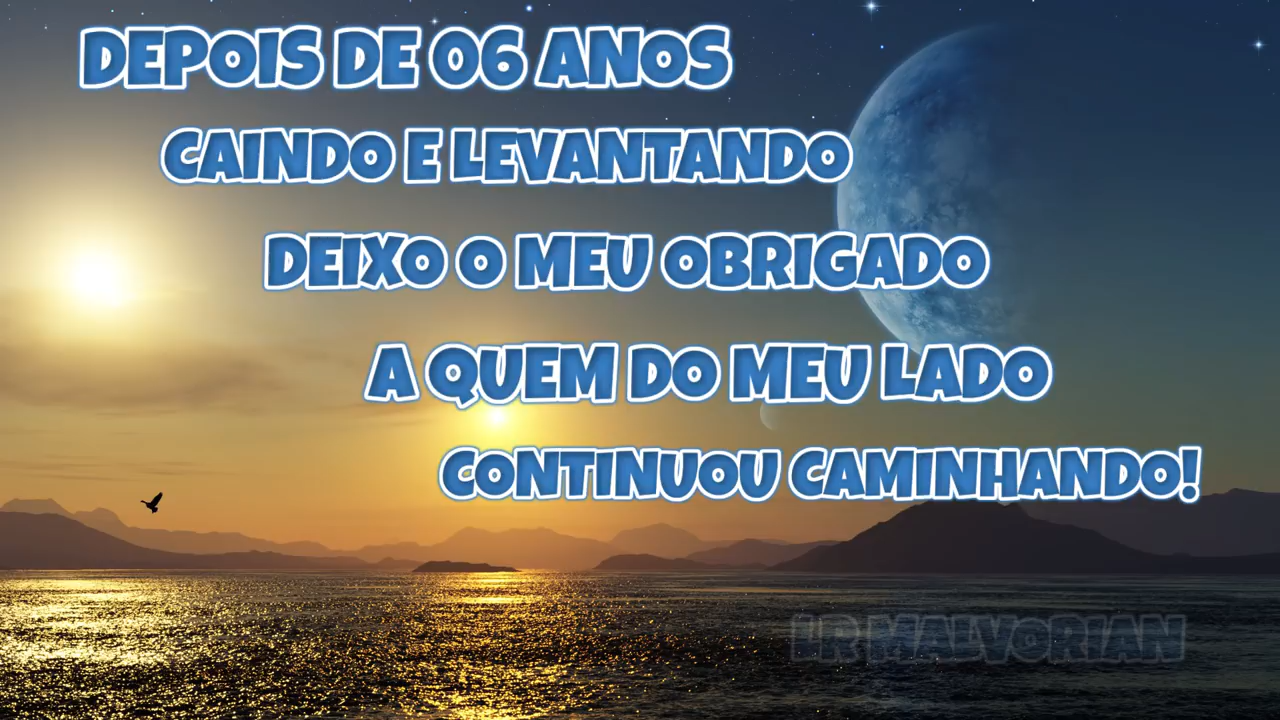 DEPOIS DE 06 ANOS
CAINDO E LEVANTANDO
DEIXO O MEU OBRIGADO
A QUEM DO MEU LADO
CONTINUOU CAMINHANDO!
LR MALVORIAN